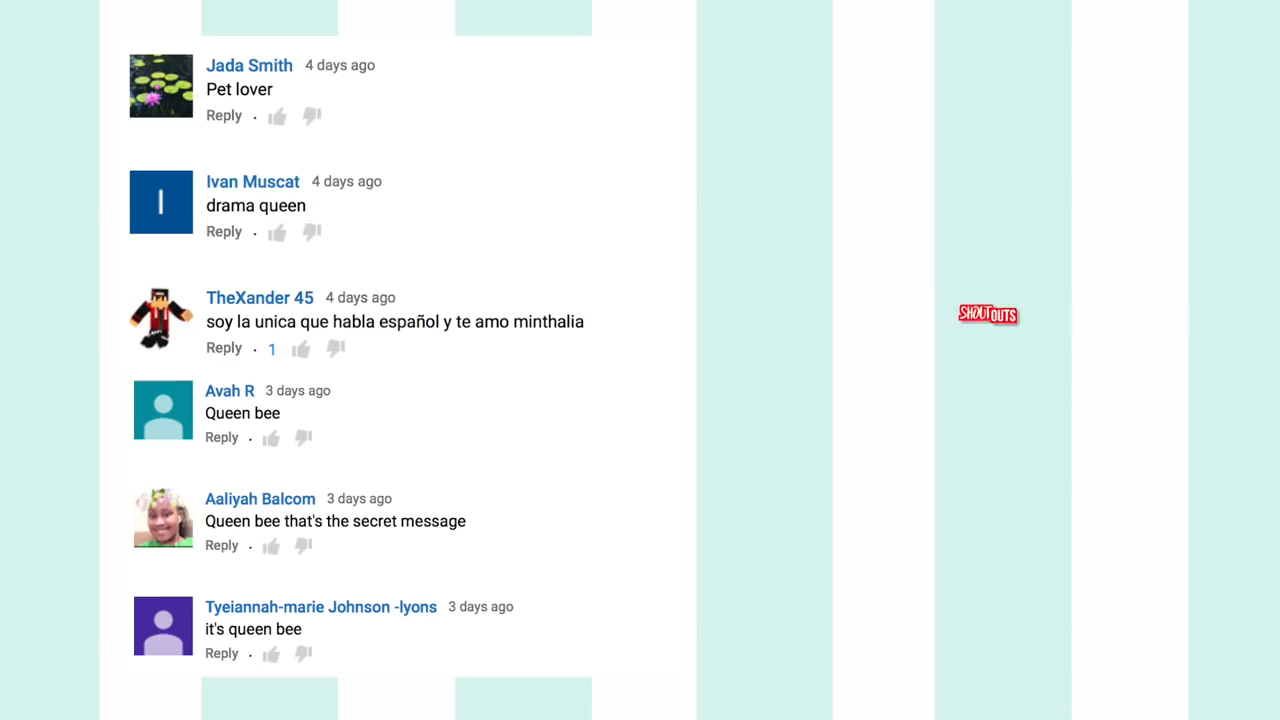 Jada Smith 4 days ago
Pet lover
Reply .
I
Ivan Muscat 4 days ago
drama queen
Reply .
TheXander 45 4 days ago
soy la unica que habla español y te amo minthalia
Reply . 1
Avah R 3 days ago
Queen bee
Reply .
Aaliyah Balcom 3 days ago
Queen bee that's the secret message
Reply .
Tyeiannah-marie Johnson -lyons 3 days ago
it's queen bee
Reply .
SHOUTOUTS